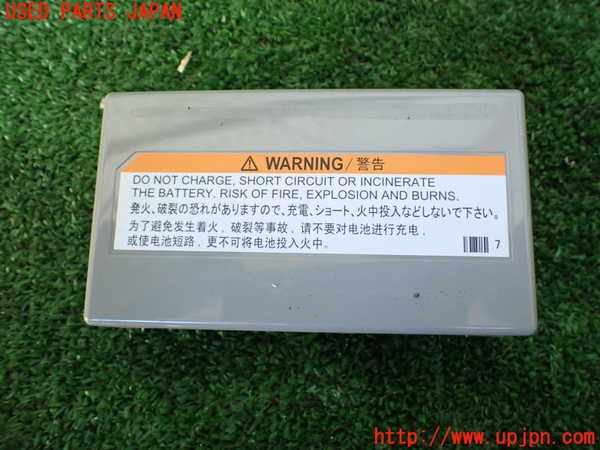 USED PARTS JAPAN
WARNING/警告
DO NOT CHARGE, SHORT CIRCUIT OR INCINERATE
THE BATTERY. RISK OF FIRE, EXPLOSION AND BURNS.
発火、破裂の恐れがありますので、充電、ショート、火中投入などしないで下さい。
为了避免发生着火，破裂等事故，请不要对电池进行充电，
或使电池短路，更不可将电池投入火中。
7
http://www.upjpn.com/